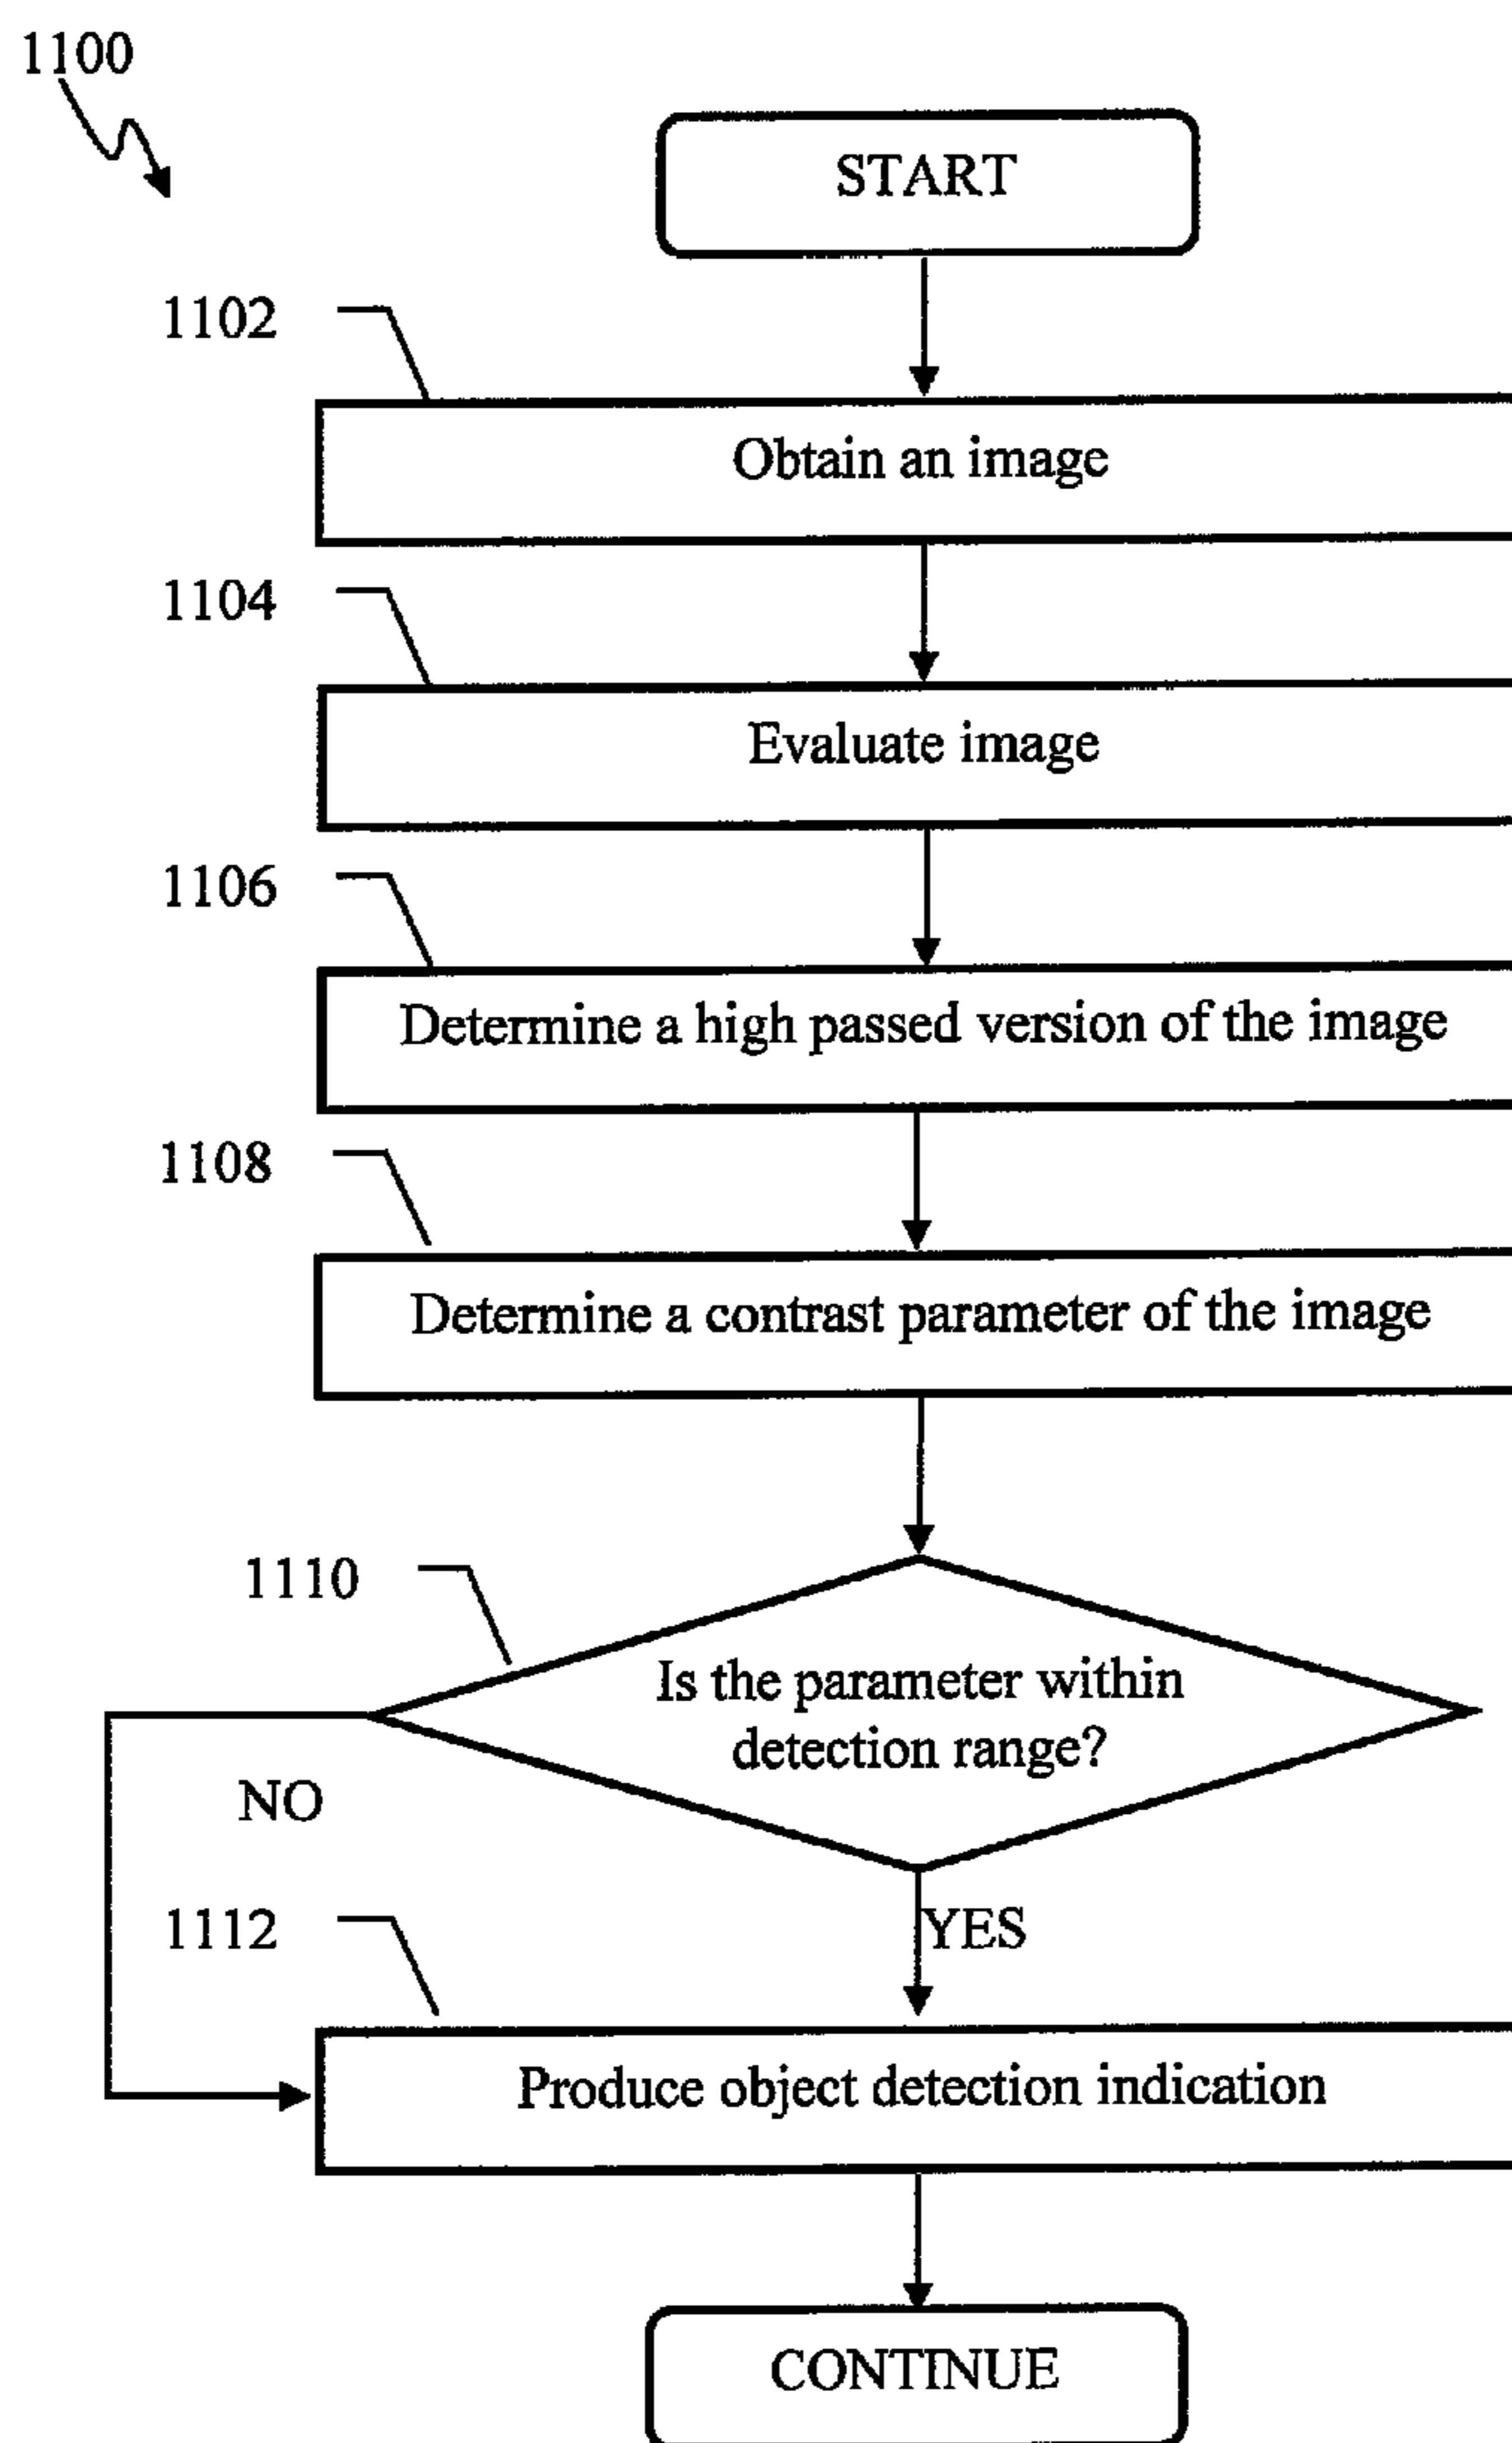 1100
START
1102
Obtain an image
1104
Evaluate image
1106
Determine a high passed version of the image
1108
Determine a contrast parameter of the image
1110
Is the parameter within
detection range?
NO
YES
1112
Produce object detection indication
CONTINUE